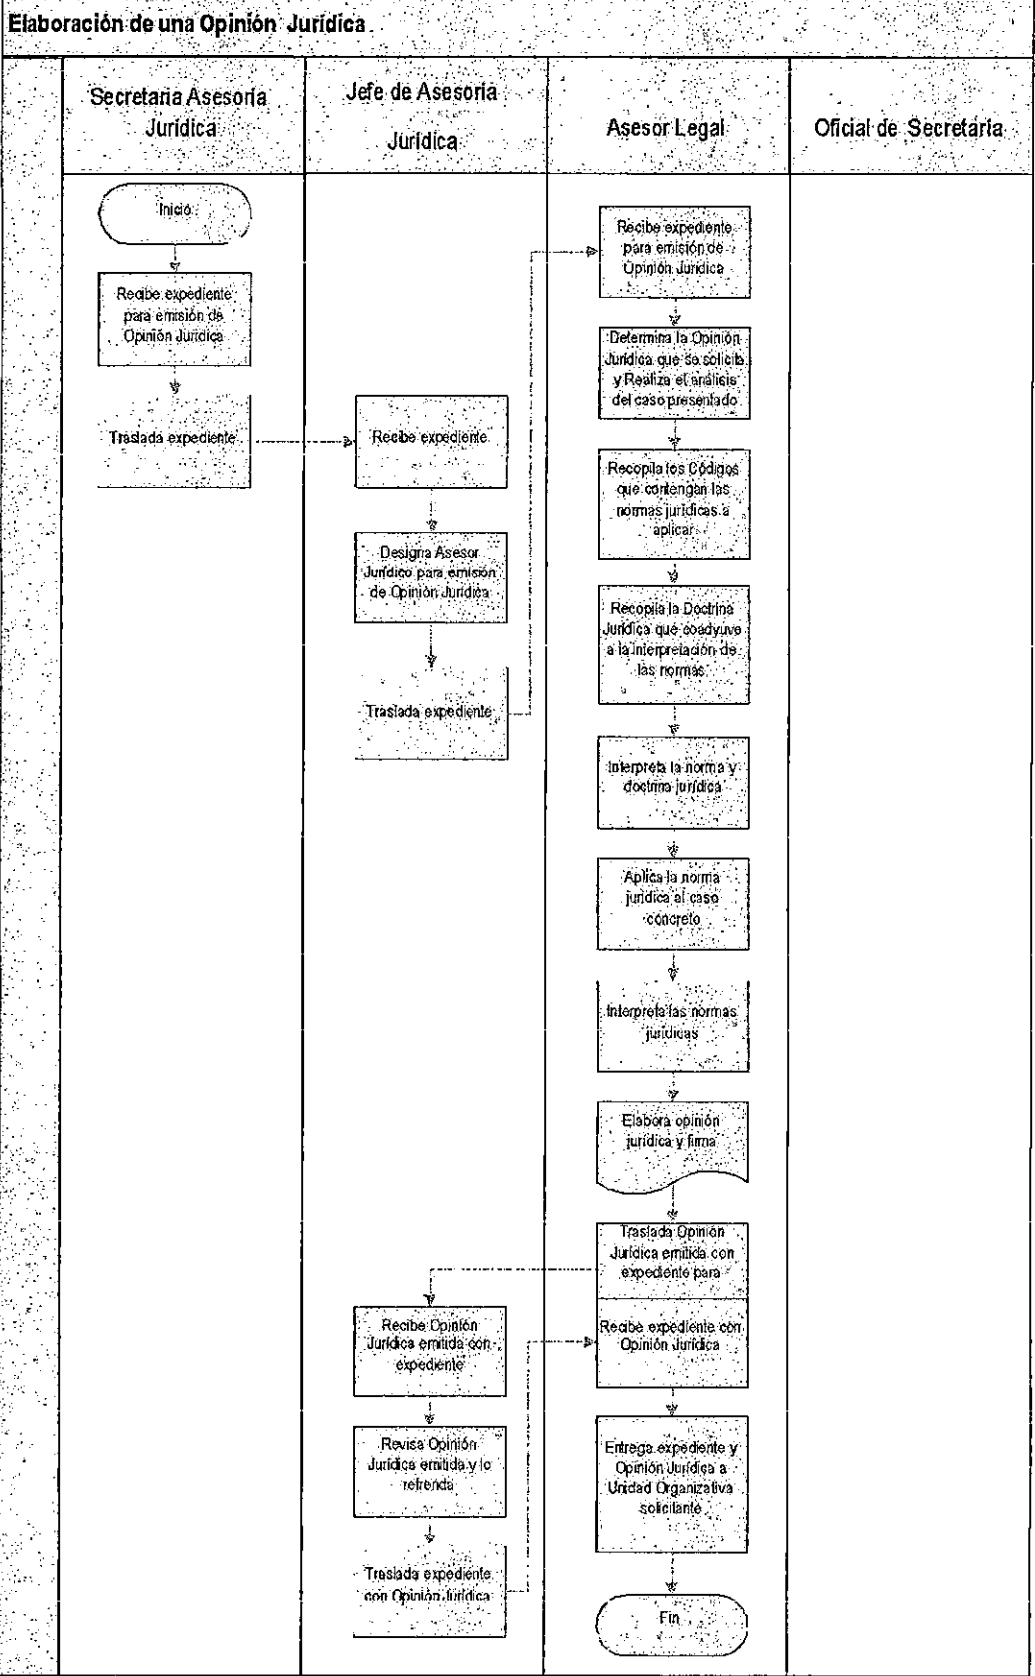 Elaboración de una Opinión Jurídica
Secretaria Asesoría
Jurídica
Jefe de Asesoría
Jurídica
Asesor Legal
Oficial de Secretaría
Inicio
Recibe expediente
para emisión de
Opinión Jurídica
Traslada expediente
Recibe expediente
Designa Asesor
Jurídico para emisión
de Opinión Jurídica
Traslada expediente
Recibe expediente
para emisión de
Opinión Jurídica
Determina la Opinión
Jurídica que se solicita
y Realiza el análisis
del caso presentado
Recopila los Códigos
que contengan las
normas jurídicas a
aplicar
Recopila la Doctrina
Jurídica que coadyuve
a la interpretación de
las normas
Interpreta la norma y
doctrina jurídica
Aplica la norma
jurídica al caso
concreto
Interpreta las normas
jurídicas
Elabora opinión
jurídica y firma
Traslada Opinión
Jurídica emitida con
expediente para
Recibe Opinión
Jurídica emitida con
expediente
Revisa Opinión
Jurídica emitida y lo
refrenda
Traslada expediente
con Opinión Jurídica
Recibe expediente con
Opinión Jurídica
Entrega expediente y
Opinión Jurídica a
Unidad Organizativa
solicitante
Fin